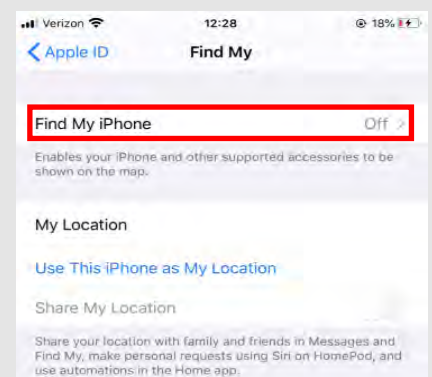 Verizon 12:28 18%
Apple ID Find My
Find My iPhone Off
Enables your iPhone and other supported accessories to be
shown on the map.
My Location
Use This iPhone as My Location
Share My Location
Share your location with family and friends in Messages and
Find My, make personal requests using Siri on HomePod, and
use automations in the Home app.